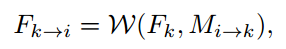 F_{k→i} = 𝒲(F_k, M_{i→k}),